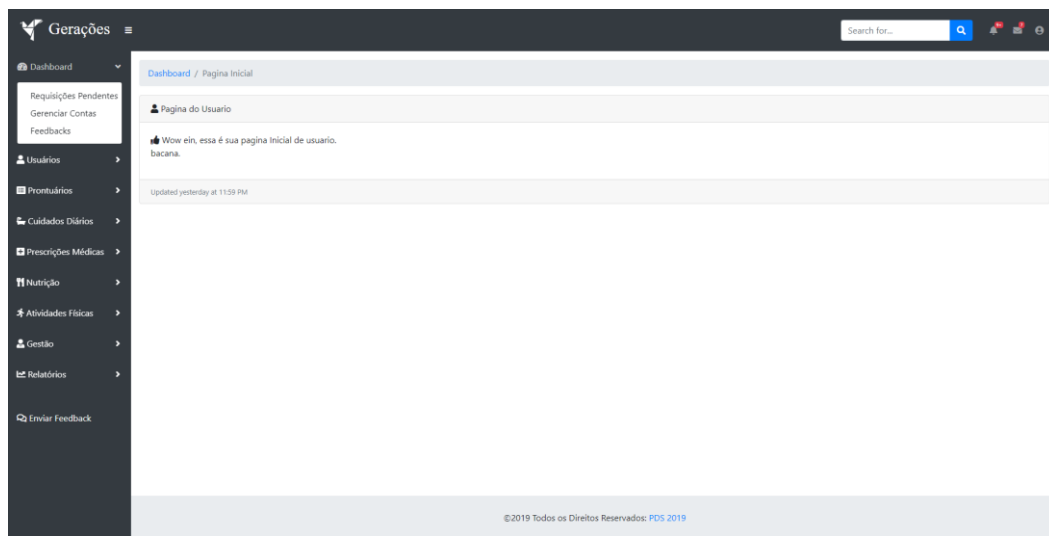 Gerações
Search for...
Dashboard
Requisições Pendentes
Gerenciar Contas
Feedbacks
Usuários
Prontuários
Cuidados Diários
Prescrições Médicas
Nutrição
Atividades Físicas
Gestão
Relatórios
Enviar Feedback
Dashboard / Pagina Inicial
Pagina do Usuario
Wow ein, essa é sua pagina Inicial de usuario.
bacana.
Updated yesterday at 11:59 PM
©2019 Todos os Direitos Reservados: PDS 2019